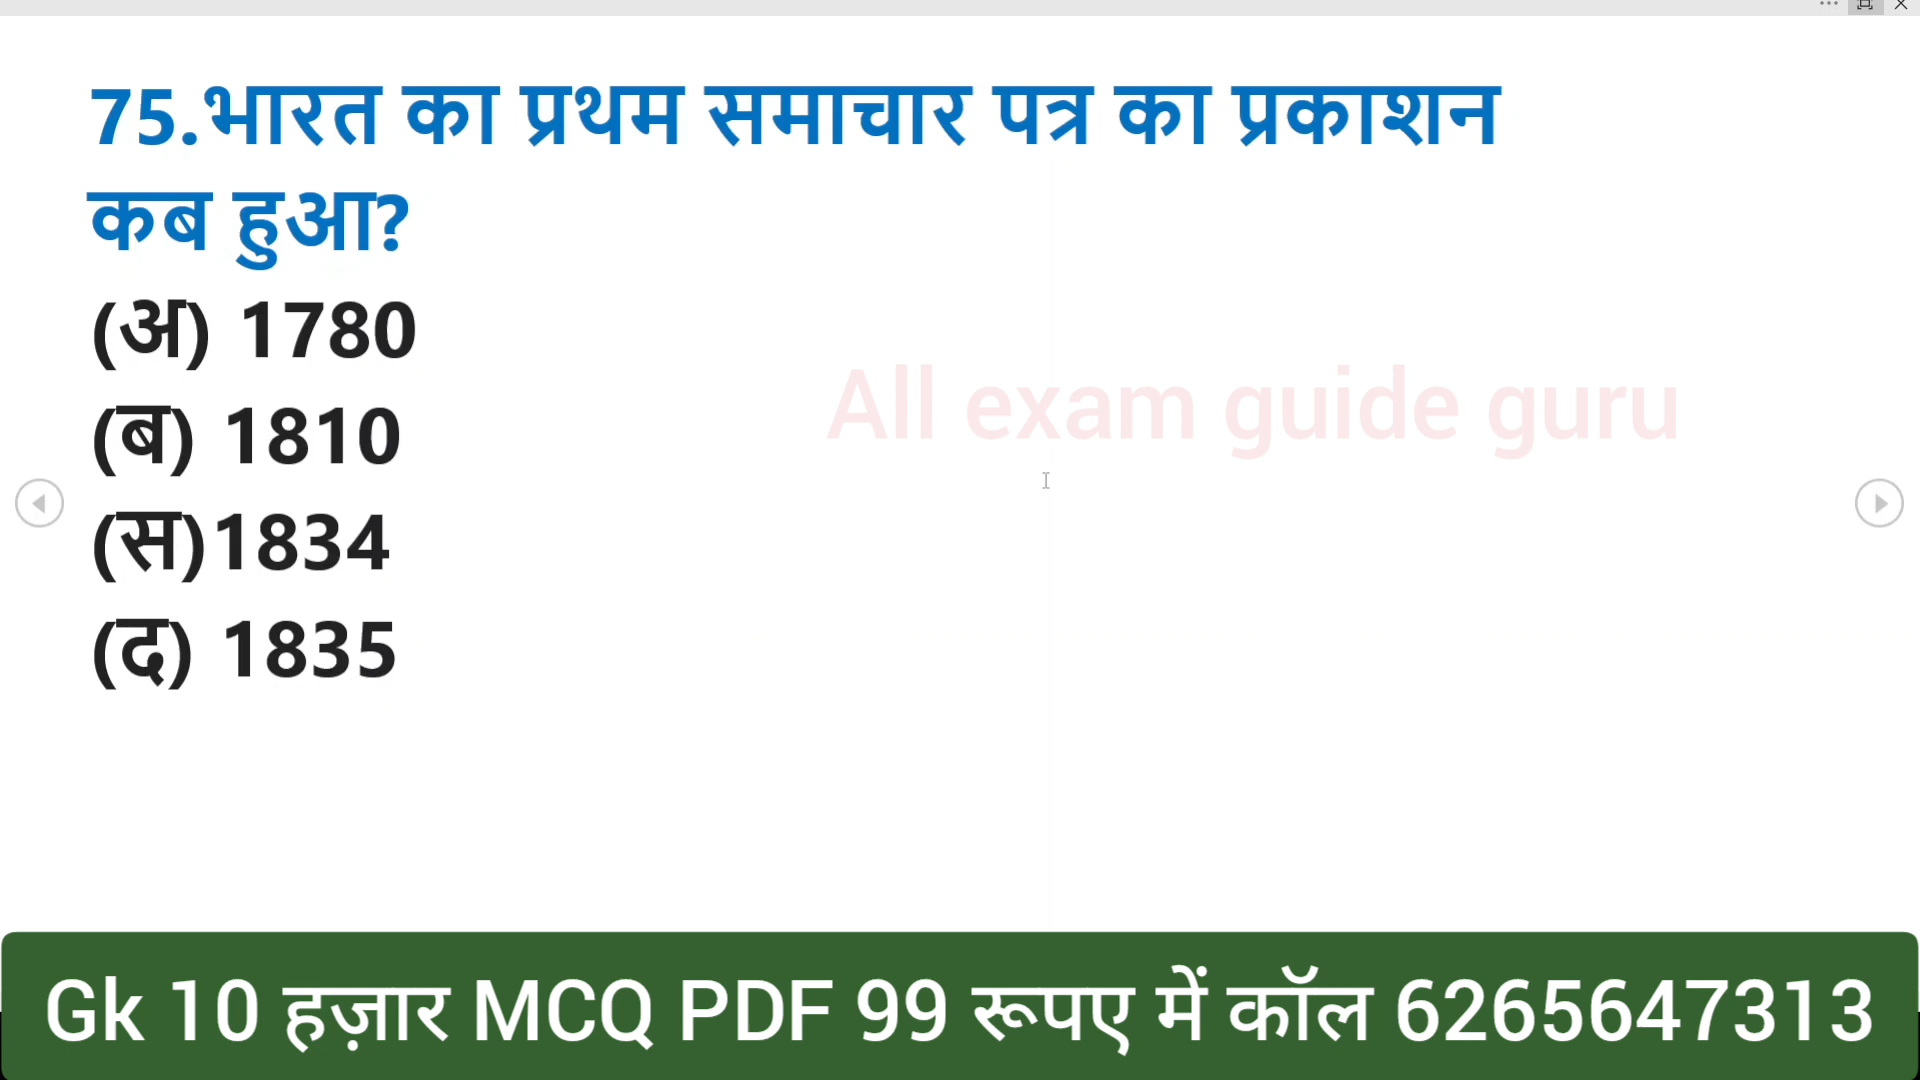 75.भारत का प्रथम समाचार पत्र का प्रकाशन
कब हुआ?
(अ) 1780
(ब) 1810
(स)1834
(द) 1835
All exam guide guru
Gk 10 हज़ार MCQ PDF 99 रूपए में कॉल 6265647313